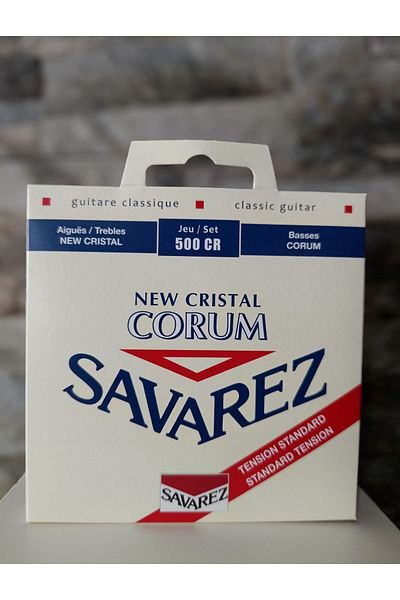 guitare classique classic guitar
Aiguës / Trebles
NEW CRISTAL
Jeu / Set
500 CR
Basses
CORUM
NEW CRISTAL
CORUM
SAVAREZ
TENSION STANDARD
STANDARD TENSION
SAVAREZ